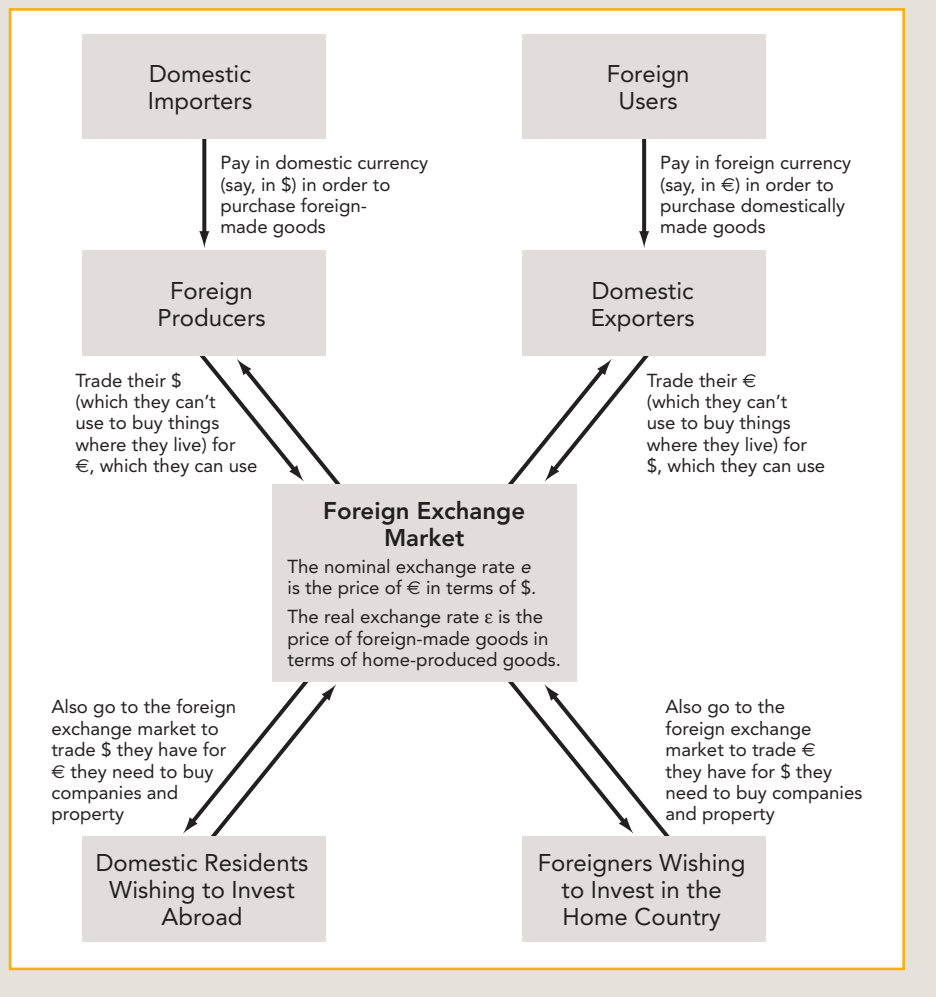 Domestic
Importers
Foreign
Users
Pay in domestic currency
(say, in $) in order to
purchase foreign-
made goods
Pay in foreign currency
(say, in €) in order to
purchase domestically
made goods
Foreign
Producers
Domestic
Exporters
Trade their $
(which they can't
use to buy things
where they live) for
€, which they can use
Trade their €
(which they can't
use to buy things
where they live) for
$, which they can use
Foreign Exchange
Market
The nominal exchange rate e
is the price of € in terms of $.
The real exchange rate ε is the
price of foreign-made goods in
terms of home-produced goods.
Also go to the foreign
exchange market to
trade $ they have for
€ they need to buy
companies and
property
Also go to the
foreign exchange
market to trade €
they have for $ they
need to buy companies
and property
Domestic Residents
Wishing to Invest
Abroad
Foreigners Wishing
to Invest in the
Home Country